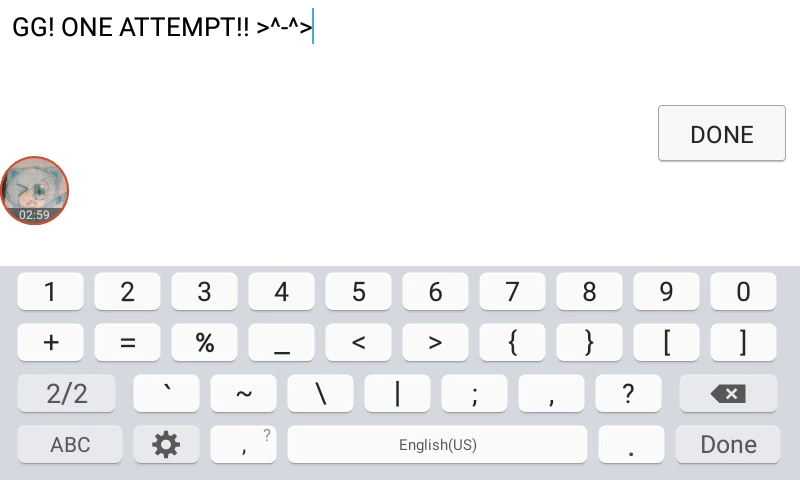 GG! ONE ATTEMPT!! >^-^>
DONE
02:59
1 2 3 4 5 6 7 8 9 0
+ = % _ < > { } [ ]
2/2 ` ~ \ | ; , ?
ABC , ? English(US) . Done